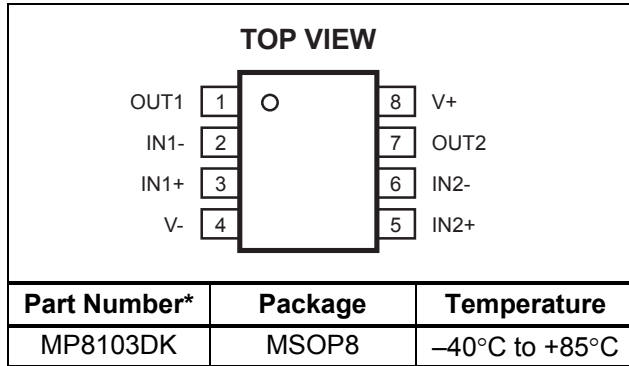 TOP VIEW
OUT1 1 8 V+
IN1- 2 7 OUT2
IN1+ 3 6 IN2-
V- 4 5 IN2+
Part Number* Package Temperature
MP8103DK MSOP8 –40°C to +85°C